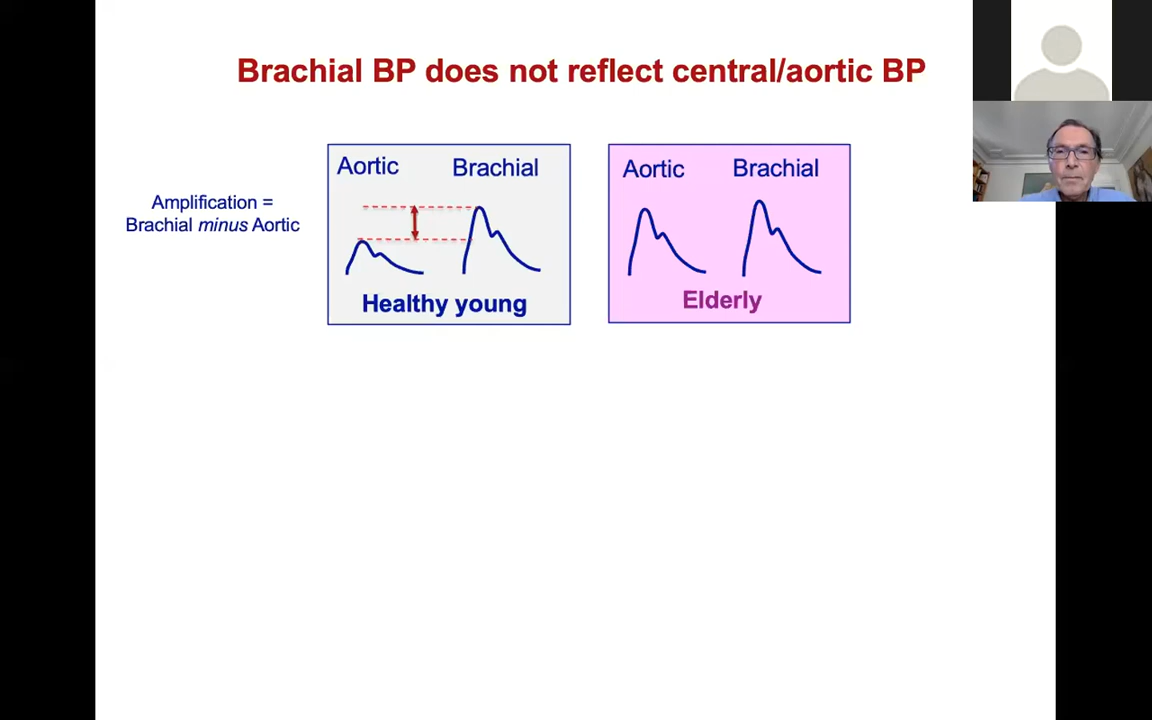 Brachial BP does not reflect central/aortic BP
Amplification =
Brachial minus Aortic
Aortic Brachial
Healthy young
Aortic Brachial
Elderly